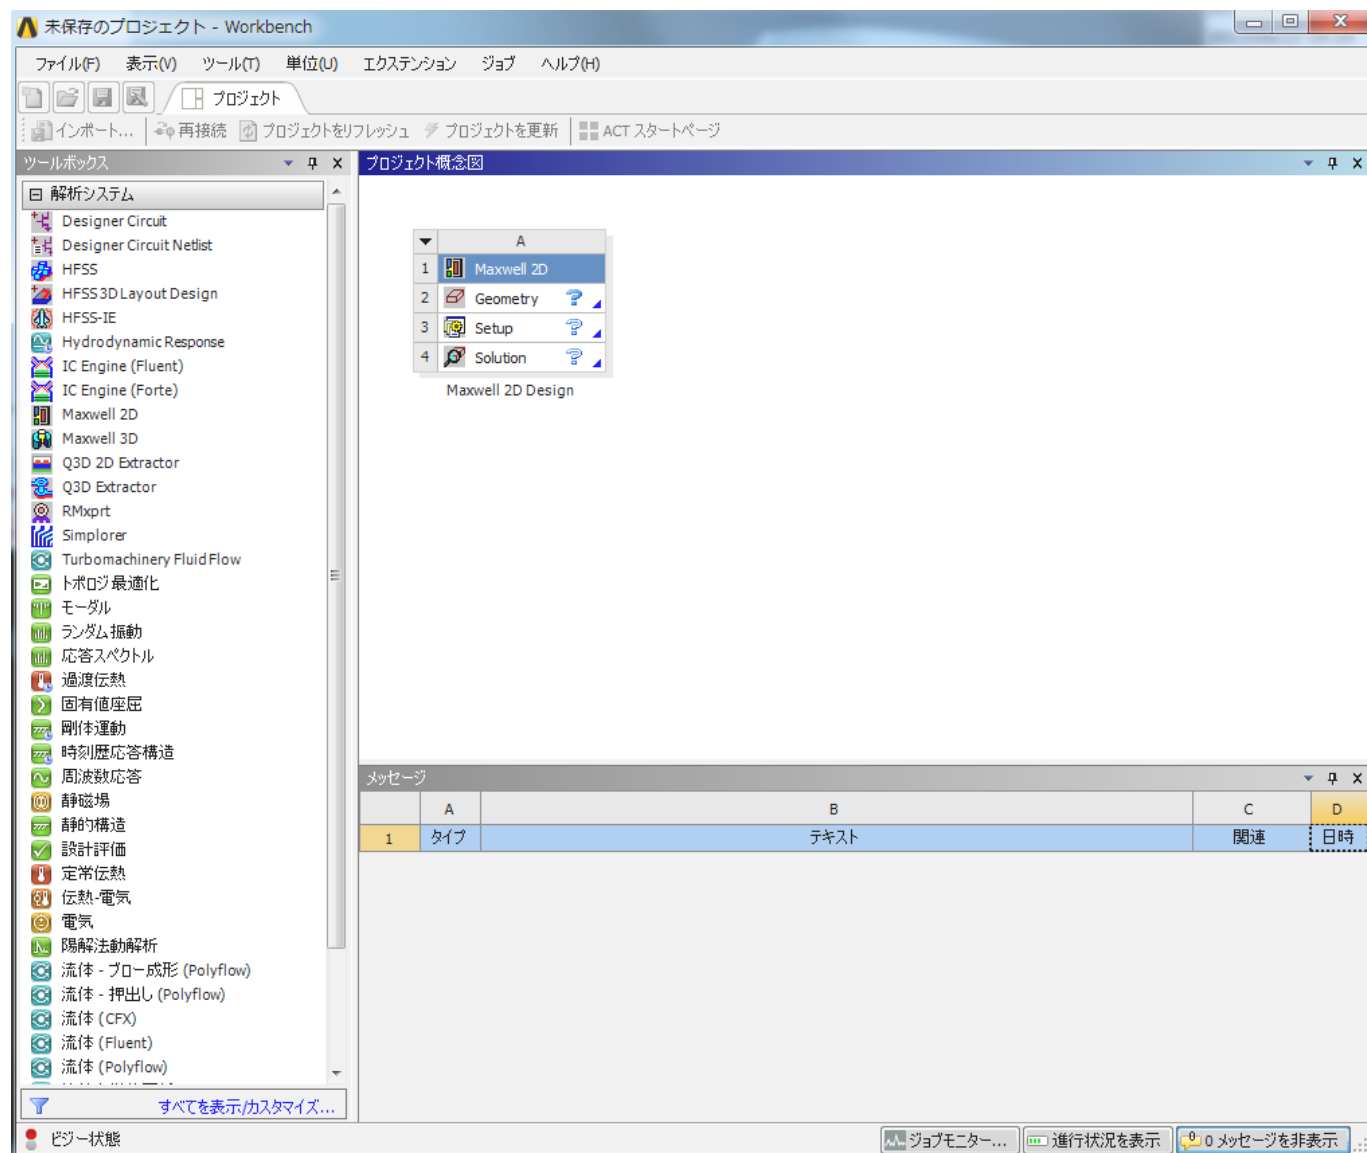 未保存のプロジェクト - Workbench
ファイル(F) 表示(V) ツール(T) 単位(U) エクステンション ジョブ ヘルプ(H)
プロジェクト
インポート... 再接続 プロジェクトをリフレッシュ プロジェクトを更新 ACT スタートページ
ツールボックス
解析システム
Designer Circuit
Designer Circuit Netlist
HFSS
HFSS 3D Layout Design
HFSS-IE
Hydrodynamic Response
IC Engine (Fluent)
IC Engine (Forte)
Maxwell 2D
Maxwell 3D
Q3D 2D Extractor
Q3D Extractor
RMxprt
Simplorer
Turbomachinery Fluid Flow
トポロジ最適化
モーダル
ランダム振動
応答スペクトル
過渡伝熱
固有値座屈
剛体運動
時刻歴応答構造
周波数応答
静磁場
静的構造
設計評価
定常伝熱
伝熱-電気
電気
陽解法動解析
流体 - ブロー成形 (Polyflow)
流体 - 押出し (Polyflow)
流体 (CFX)
流体 (Fluent)
流体 (Polyflow)
すべてを表示/カスタマイズ...
プロジェクト概念図
A
1 Maxwell 2D
2 Geometry ?
3 Setup ?
4 Solution ?
Maxwell 2D Design
メッセージ
A B C D
1 タイプ テキスト 関連 日時
ビジー状態
ジョブモニター... 進行状況を表示 0 メッセージを非表示